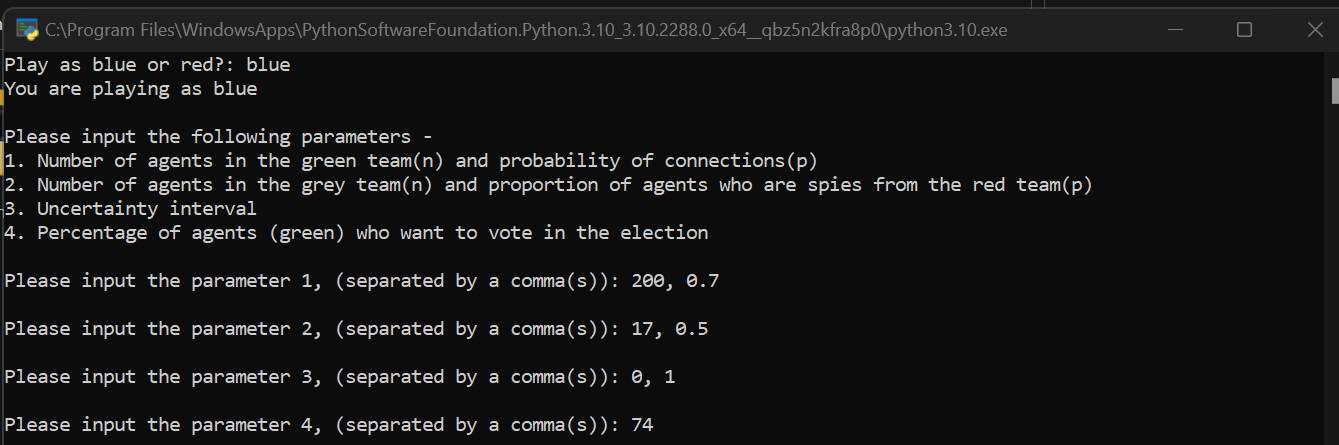 C:\Program Files\WindowsApps\PythonSoftwareFoundation.Python.3.10_3.10.2288.0_x64__qbz5n2kfra8p0\python3.10.exe
Play as blue or red?: blue
You are playing as blue
Please input the following parameters -
1. Number of agents in the green team(n) and probability of connections(p)
2. Number of agents in the grey team(n) and proportion of agents who are spies from the red team(p)
3. Uncertainty interval
4. Percentage of agents (green) who want to vote in the election
Please input the parameter 1, (separated by a comma(s)): 200, 0.7
Please input the parameter 2, (separated by a comma(s)): 17, 0.5
Please input the parameter 3, (separated by a comma(s)): 0, 1
Please input the parameter 4, (separated by a comma(s)): 74